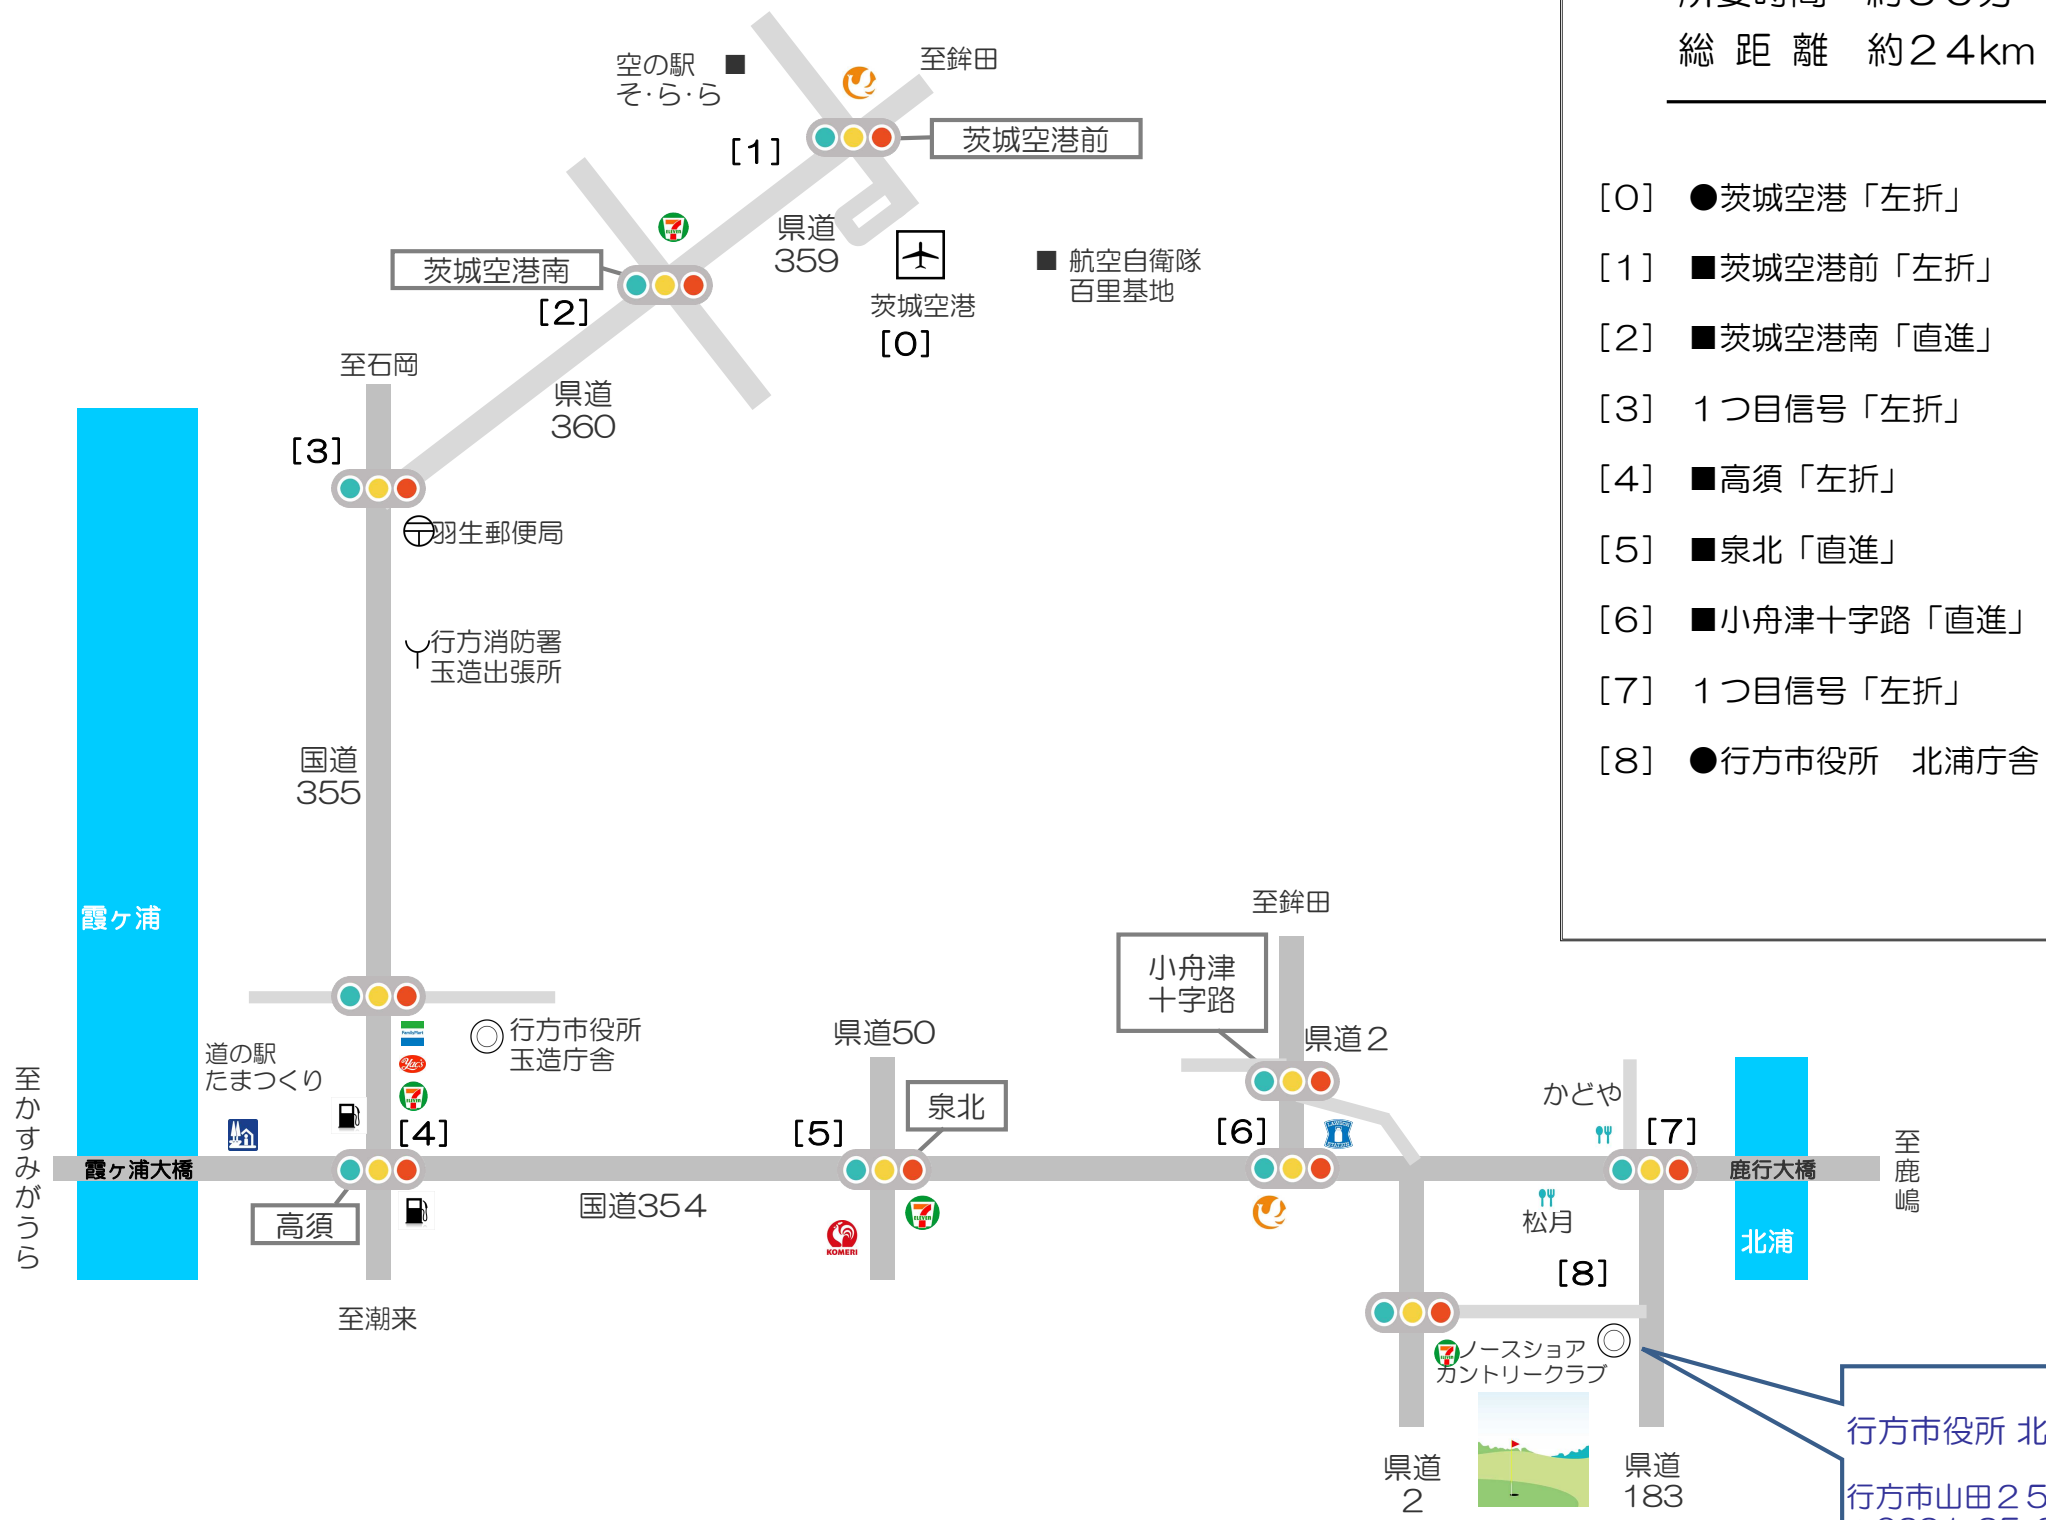 総 距 離　約２４km
[０]　●茨城空港「左折」
[１]　■茨城空港前「左折」
[２]　■茨城空港南「直進」
[３]　１つ目信号「左折」
[４]　■高須「左折」
[５]　■泉北「直進」
[６]　■小舟津十字路「直進」
[７]　１つ目信号「左折」
[８]　●行方市役所　北浦庁舎
空の駅 ■
そ・ら・ら
至鉾田
[１]
茨城空港前
県道
359
茨城空港南
[２]
茨城空港
[０]
■ 航空自衛隊
百里基地
至石岡
県道
360
[３]
羽生郵便局
行方消防署
玉造出張所
国道
355
霞ヶ浦
至鉾田
小舟津
十字路
県道２
行方市役所
玉造庁舎
県道50
泉北
道の駅
たまつくり
FamilyMart
Yac's
7
ELEVEN
[４]
[５]
[６]
LAWSON
STATION
かどや
[７]
至かすみがうら
霞ヶ浦大橋
高須
国道354
KOMERI
7
ELEVEN
松月
鹿行大橋
至鹿嶋
北浦
至潮来
[８]
ノースショア
カントリークラブ
県道
2
県道
183
行方市役所 北
行方市山田２５